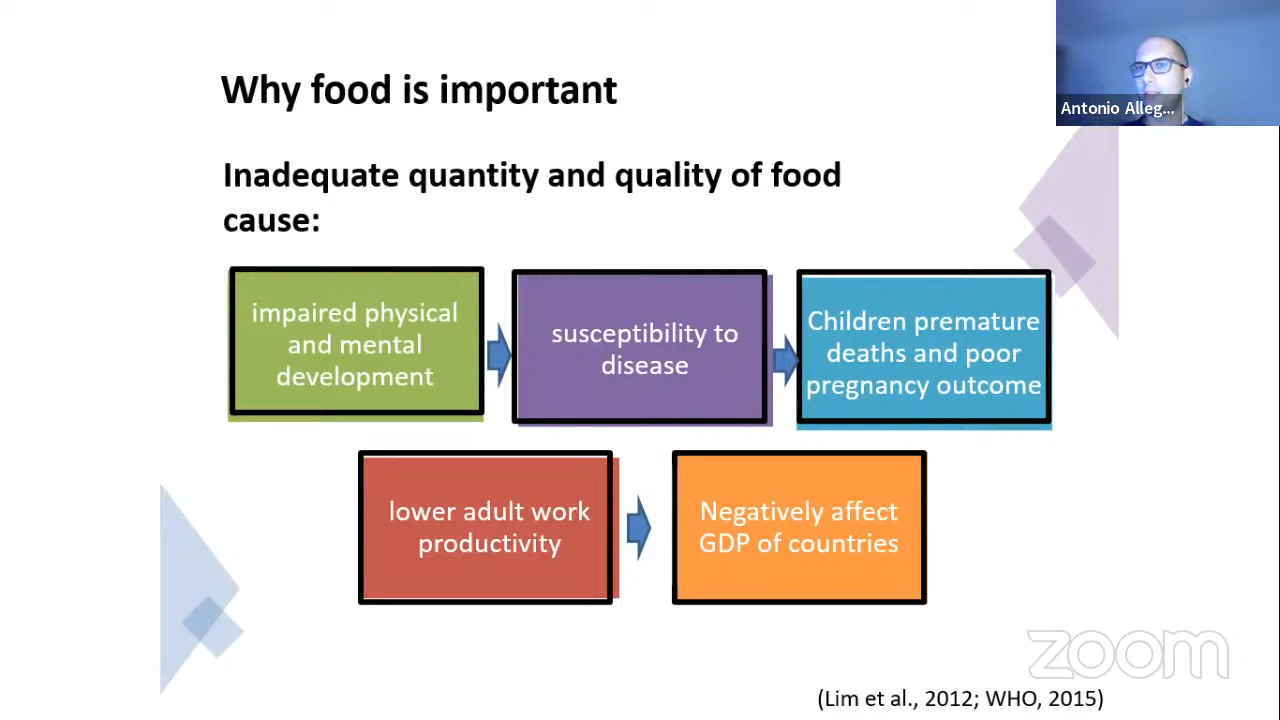 Why food is important
Antonio Alleg...
Inadequate quantity and quality of food
cause:
impaired physical
and mental
development
susceptibility to
disease
Children premature
deaths and poor
pregnancy outcome
lower adult work
productivity
Negatively affect
GDP of countries
zoom
(Lim et al., 2012; WHO, 2015)